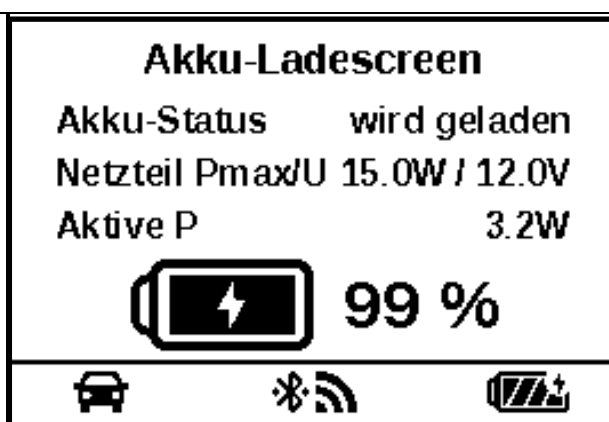 Akku-Ladescreen
Akku-Status wird geladen
Netzteil Pmax/U 15.0W / 12.0V
Aktive P 3.2W
99 %